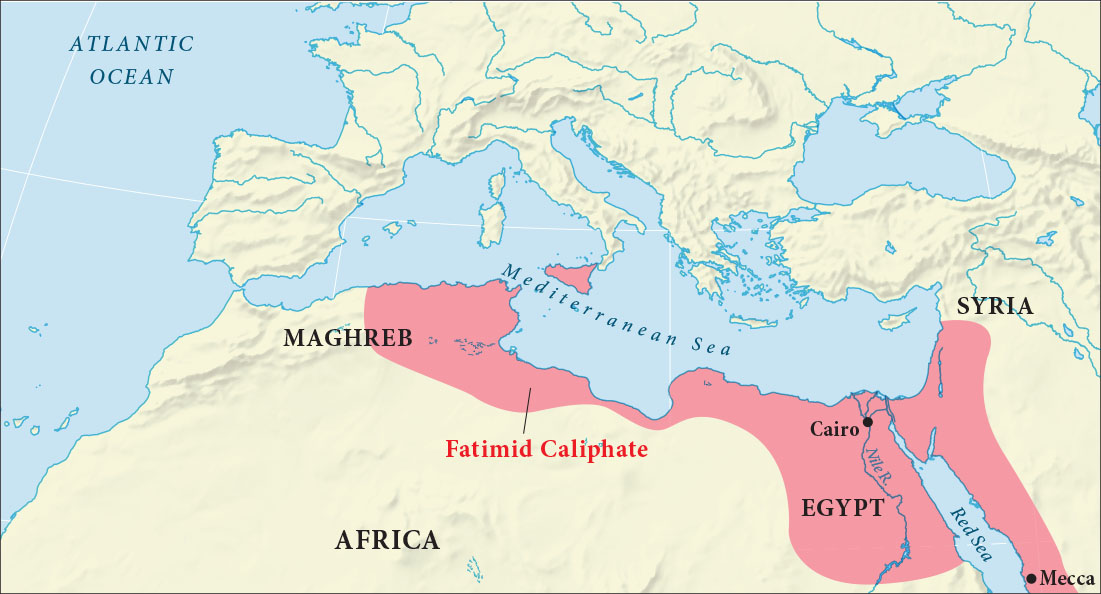 ATLANTIC
OCEAN
SYRIA
Mediterranean Sea
MAGHREB
Cairo
Fatimid Caliphate
Nile R.
EGYPT
Red Sea
AFRICA
Mecca